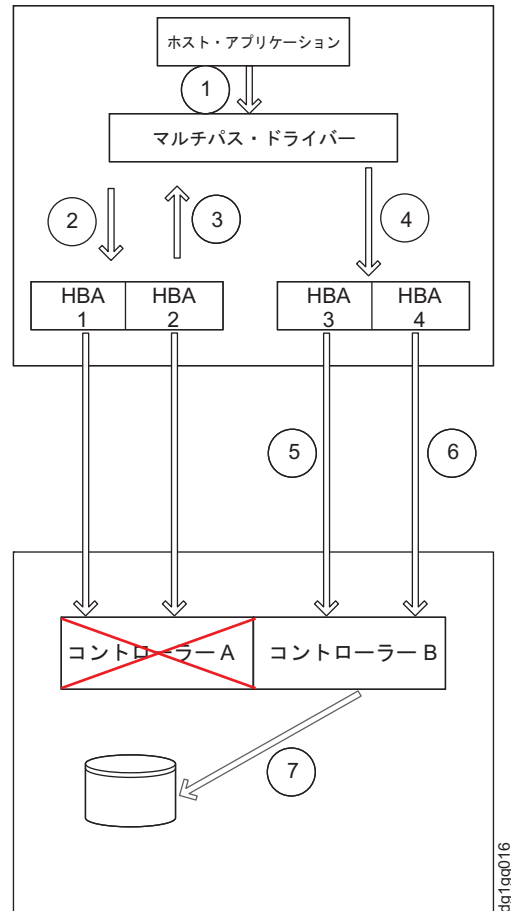 ホスト・アプリケーション
1
マルチパス・ドライバー
2
3
4
HBA
1
HBA
2
HBA
3
HBA
4
5
6
コントローラー A
コントローラー B
7
dg1gg016